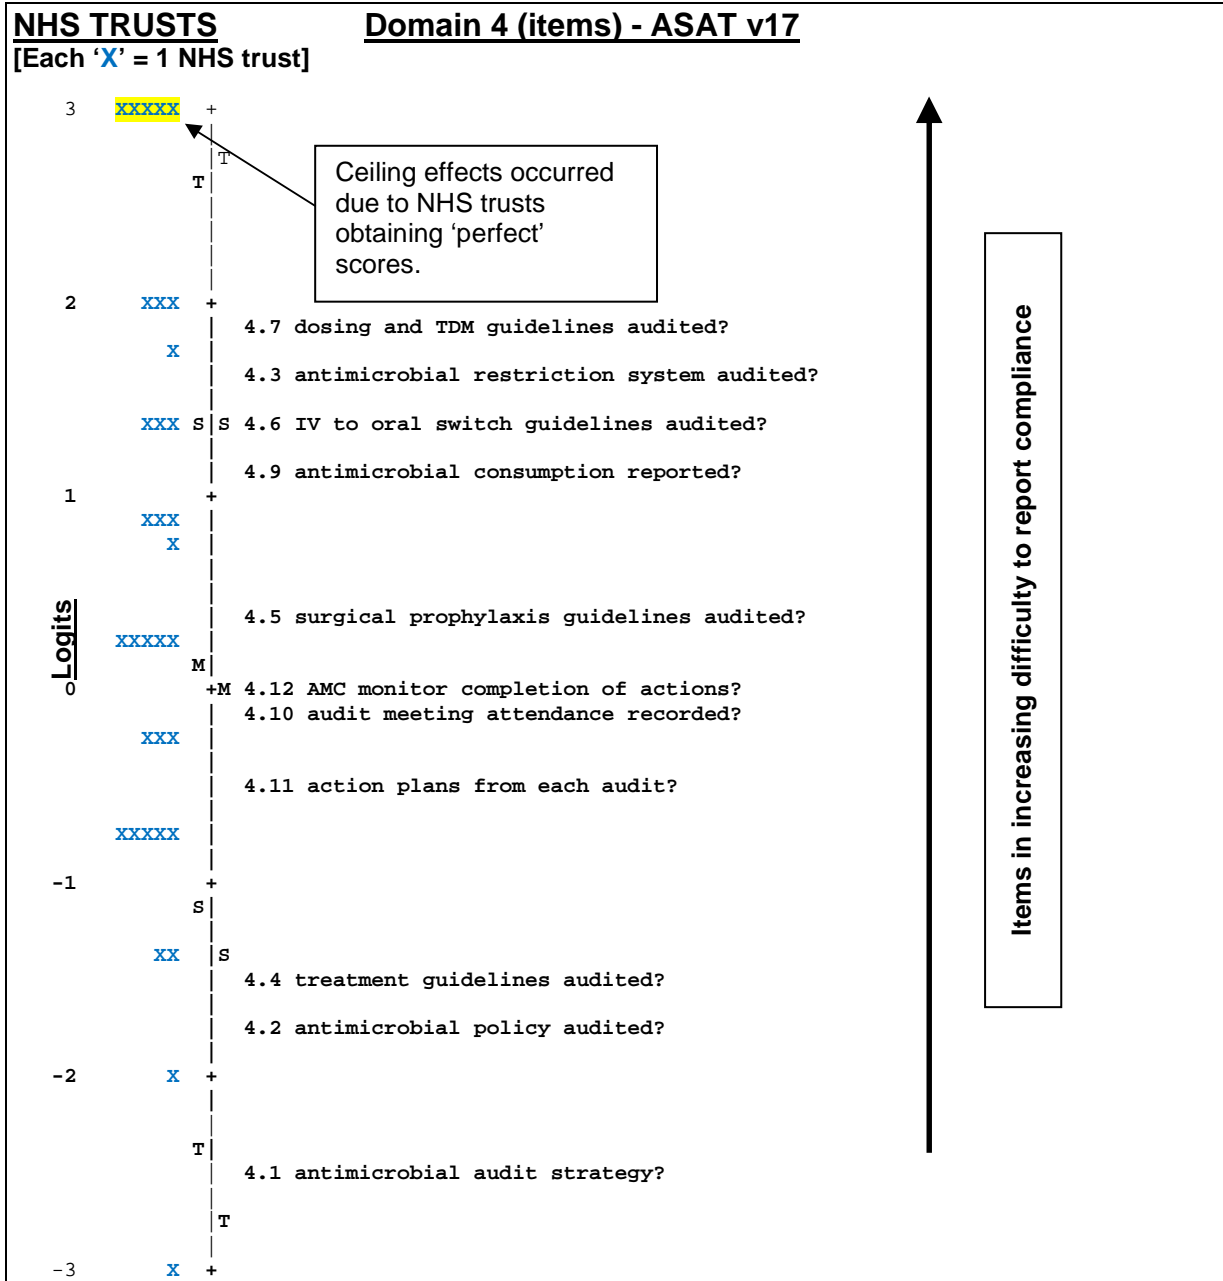 NHS TRUSTS Domain 4 (items) - ASAT v17
[Each ‘X’ = 1 NHS trust]
3 XXXXX +
|
|T
T|
|
|
|
|
Ceiling effects occurred
due to NHS trusts
obtaining ‘perfect’
scores.
2 XXX +
| 4.7 dosing and TDM guidelines audited?
X |
| 4.3 antimicrobial restriction system audited?
|
XXX S|S 4.6 IV to oral switch guidelines audited?
|
| 4.9 antimicrobial consumption reported?
1 +
XXX |
X |
|
|
| 4.5 surgical prophylaxis guidelines audited?
XXXXX |
M|
Logits
0 +M 4.12 AMC monitor completion of actions?
| 4.10 audit meeting attendance recorded?
XXX |
|
| 4.11 action plans from each audit?
|
XXXXX |
|
-1 +
S|
|
XX |S
| 4.4 treatment guidelines audited?
|
| 4.2 antimicrobial policy audited?
|
-2 X +
|
|
T|
| 4.1 antimicrobial audit strategy?
|
|T
|
-3 X +
Items in increasing difficulty to report compliance